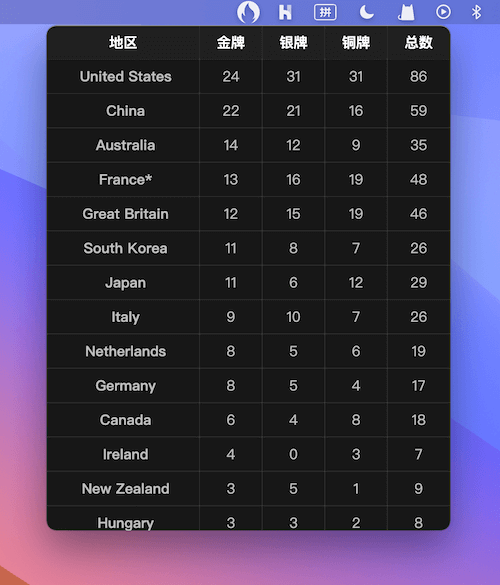 拼
地区 金牌 银牌 铜牌 总数
United States 24 31 31 86
China 22 21 16 59
Australia 14 12 9 35
France* 13 16 19 48
Great Britain 12 15 19 46
South Korea 11 8 7 26
Japan 11 6 12 29
Italy 9 10 7 26
Netherlands 8 5 6 19
Germany 8 5 4 17
Canada 6 4 8 18
Ireland 4 0 3 7
New Zealand 3 5 1 9
Hungary 3 3 2 8